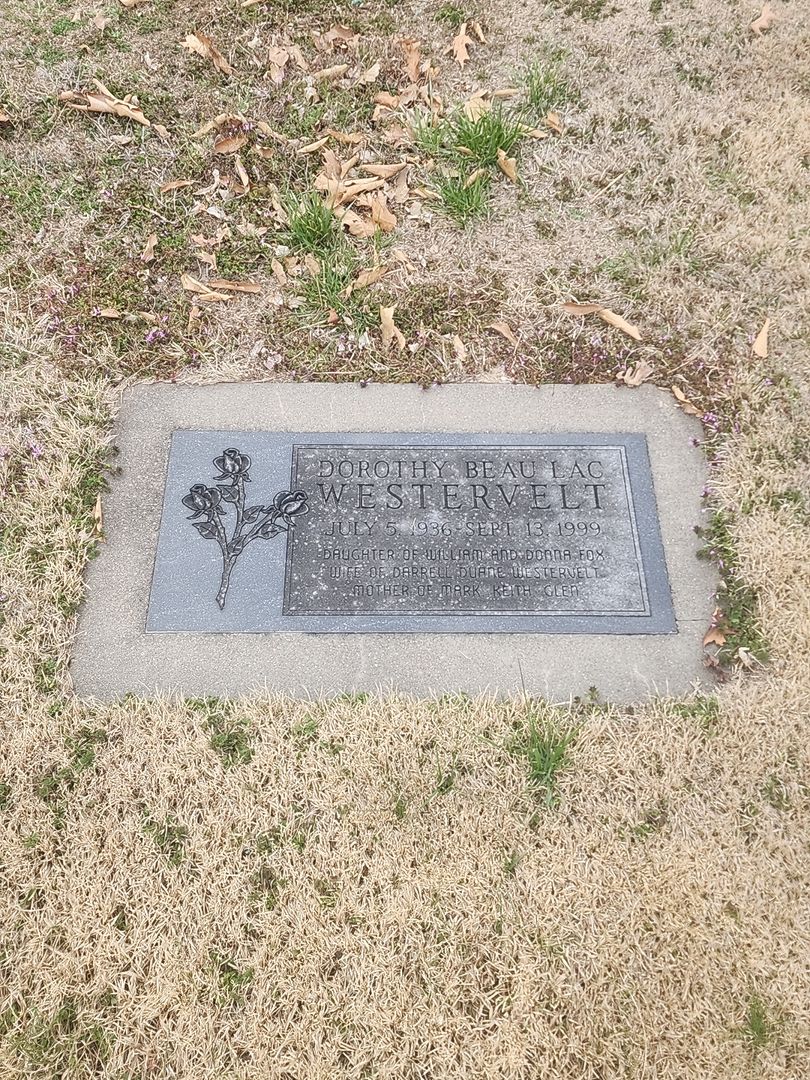 DOROTHY BEAU LAC
WESTERVELT
JULY 5, 1936-SEPT. 13, 1999
DAUGHTER OF WILLIAM AND DONNA FOX
WIFE OF DARRELL DUANE WESTERVELT
MOTHER OF MARK KEITH GLEN